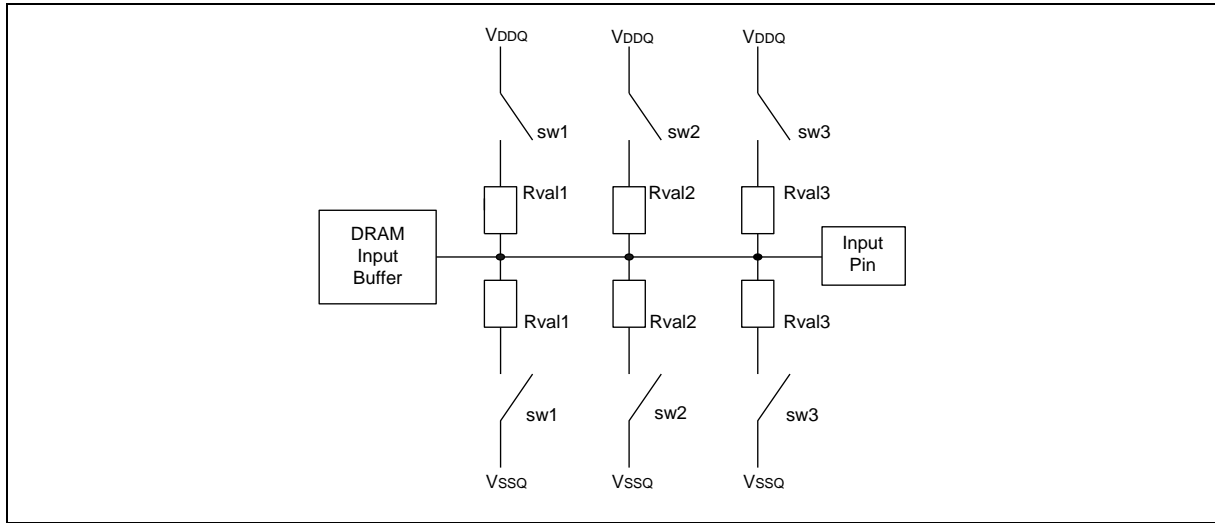 VDDQ VDDQ VDDQ
sw1 sw2 sw3
Rval1 Rval2 Rval3
DRAM
Input
Buffer
Input
Pin
Rval1 Rval2 Rval3
sw1 sw2 sw3
VSSQ VSSQ VSSQ